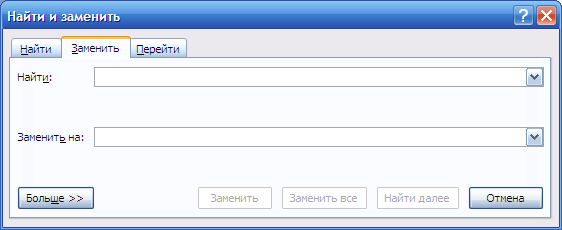 Найти и заменить
Найти Заменить Перейти
Найти:
Заменить на:
Больше >> Заменить Заменить все Найти далее Отмена